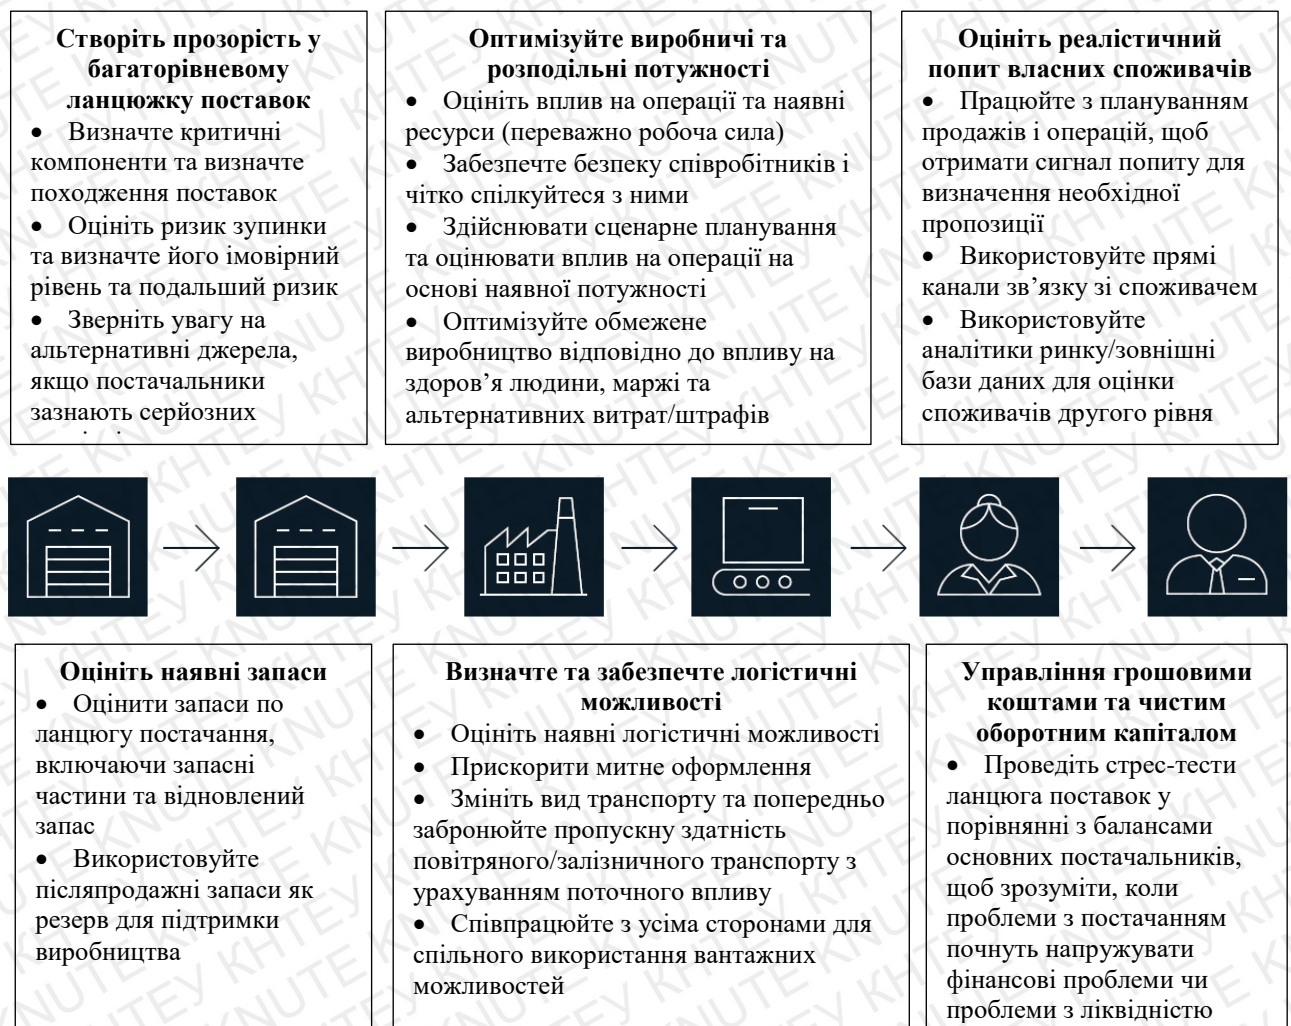 Створіть прозорість у
багаторівневому
ланцюжку поставок
• Визначте критичні
компоненти та визначте
походження поставок
• Оцініть ризик зупинки
та визначте його імовірний
рівень та подальший ризик
• Зверніть увагу на
альтернативні джерела,
якщо постачальники
зазнають серйозних
Оптимізуйте виробничі та
розподільні потужності
• Оцініть вплив на операції та наявні
ресурси (переважно робоча сила)
• Забезпечте безпеку співробітників і
чітко спілкуйтеся з ними
• Здійснювати сценарне планування
та оцінювати вплив на операції на
основі наявної потужності
• Оптимізуйте обмежене
виробництво відповідно до впливу на
здоров’я людини, маржі та
альтернативних витрат/штрафів
Оцініть реалістичний
попит власних споживачів
• Працюйте з плануванням
продажів і операцій, щоб
отримати сигнал попиту для
визначення необхідної
пропозиції
• Використовуйте прямі
канали зв’язку зі споживачем
• Використовуйте
аналітики ринку/зовнішні
бази даних для оцінки
споживачів другого рівня
Оцініть наявні запаси
• Оцінити запаси по
ланцюгу постачання,
включаючи запасні
частини та відновлений
запас
• Використовуйте
післяпродажні запаси як
резерв для підтримки
виробництва
Визначте та забезпечте логістичні
можливості
• Оцініть наявні логістичні можливості
• Прискорити митне оформлення
• Змініть вид транспорту та попередньо
забронюйте пропускну здатність
повітряного/залізничного транспорту з
урахуванням поточного впливу
• Співпрацюйте з усіма сторонами для
спільного використання вантажних
можливостей
Управління грошовими
коштами та чистим
оборотним капіталом
• Проведіть стрес-тести
ланцюга поставок у
порівнянні з балансами
основних постачальників,
щоб зрозуміти, коли
проблеми з постачанням
почнуть напружувати
фінансові проблеми чи
проблеми з ліквідністю